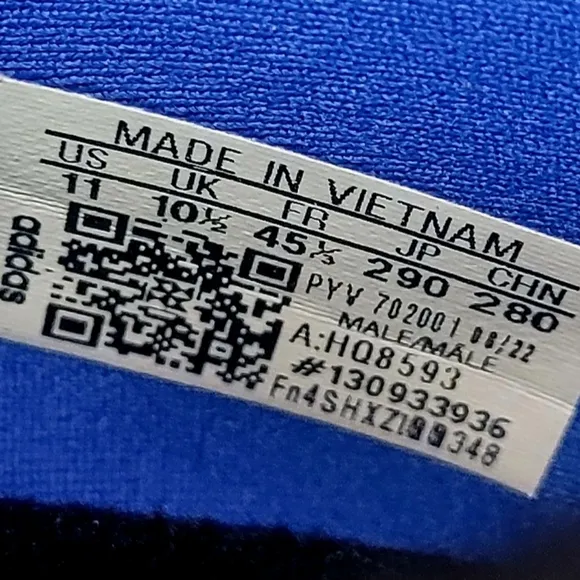 MADE IN VIETNAM
US UK FR JP CHN
11 10½ 45⅓ 290 280
PYV 702001 08/22
MALE/MÂLE
A:HQ8593
#130933936
adidas